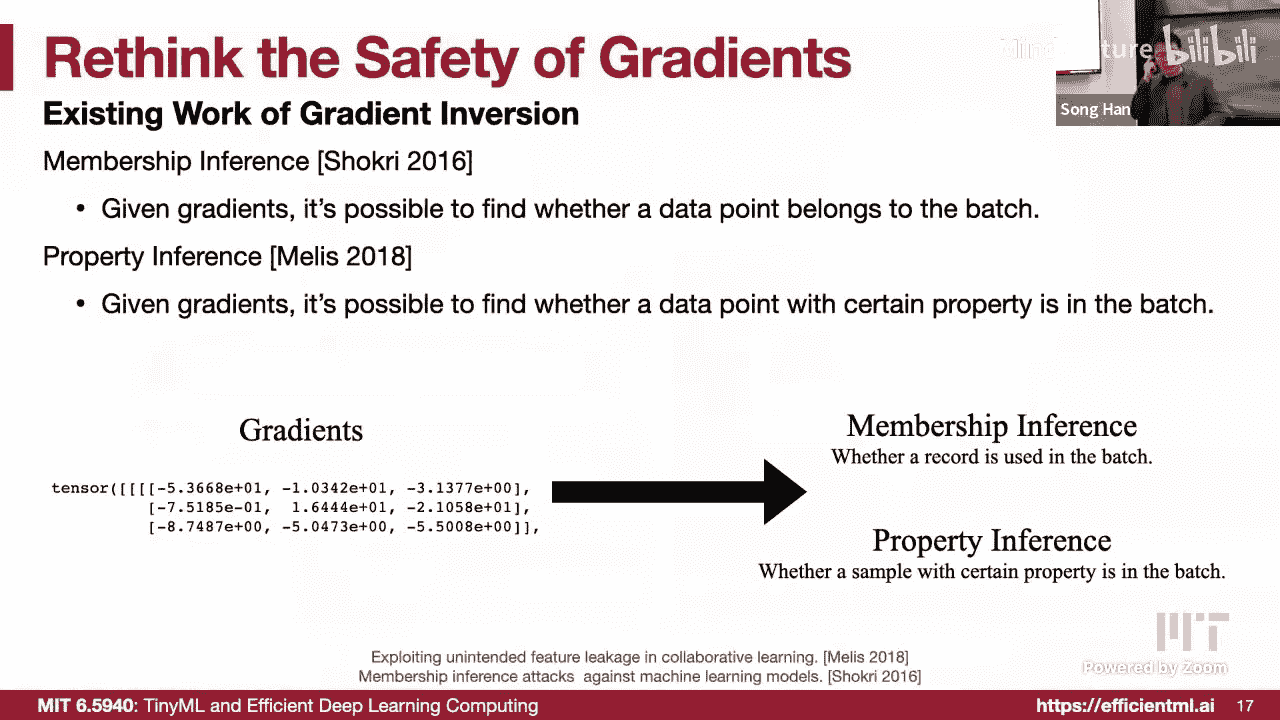 Rethink the Safety of Gradients
Existing Work of Gradient Inversion
bilibili
Song Han
Membership Inference [Shokri 2016]
• Given gradients, it's possible to find whether a data point belongs to the batch.
Property Inference [Melis 2018]
• Given gradients, it's possible to find whether a data point with certain property is in the batch.
Gradients
tensor([[[[-5.3668e+01, -1.0342e+01, -3.1377e+00],
[-7.5185e-01, 1.6444e+01, -2.1058e+01],
[-8.7487e+00, -5.0473e+00, -5.5008e+00]],
Membership Inference
Whether a record is used in the batch.
Property Inference
Whether a sample with certain property is in the batch.
MIT
Powered by Zoom
Exploiting unintended feature leakage in collaborative learning. [Melis 2018]
Membership inference attacks against machine learning models. [Shokri 2016]
MIT 6.5940: TinyML and Efficient Deep Learning Computing
https://efficientml.ai
17